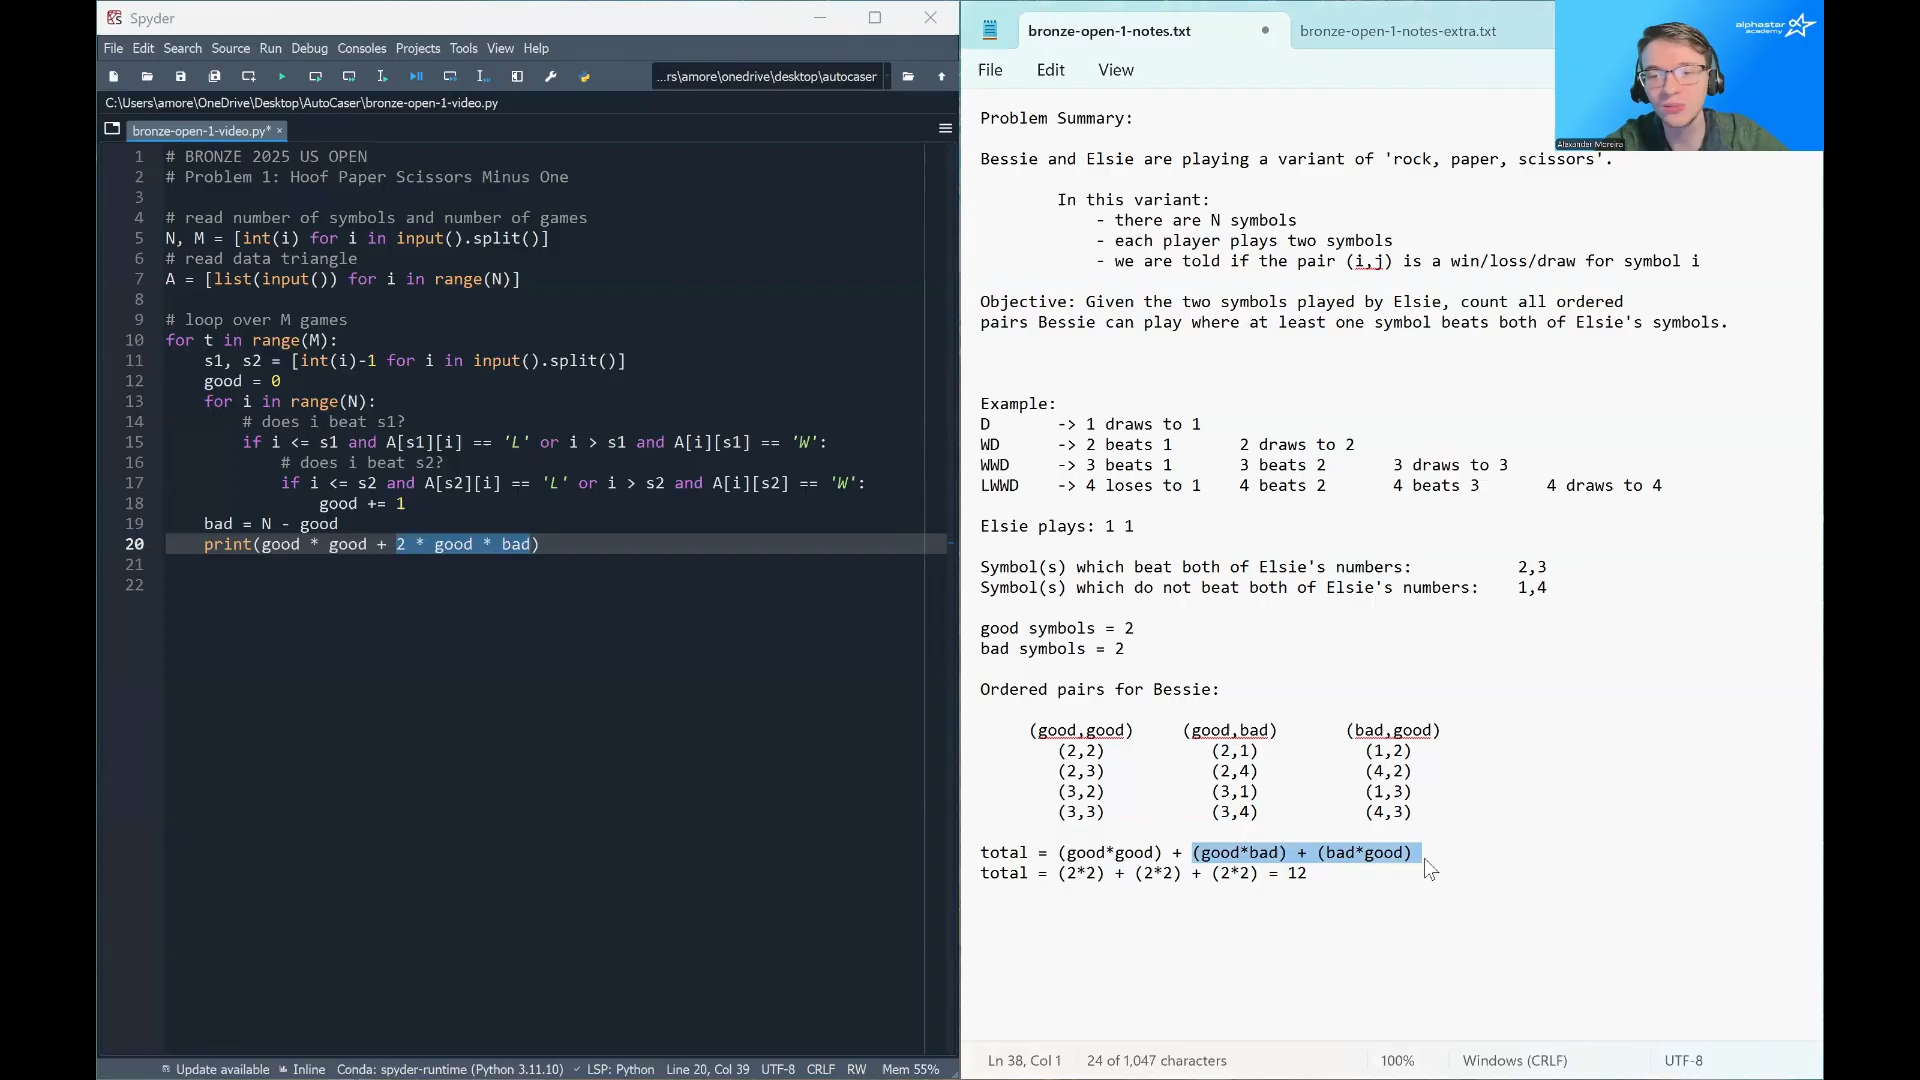 Spyder
File Edit Search Source Run Debug Consoles Projects Tools View Help
...rs\amore\onedrive\desktop\autocaser
C:\Users\amore\OneDrive\Desktop\AutoCaser\bronze-open-1-video.py
bronze-open-1-video.py*
1 # BRONZE 2025 US OPEN
2 # Problem 1: Hoof Paper Scissors Minus One
3
4 # read number of symbols and number of games
5 N, M = [int(i) for i in input().split()]
6 # read data triangle
7 A = [list(input()) for i in range(N)]
8
9 # loop over M games
10 for t in range(M):
11 s1, s2 = [int(i)-1 for i in input().split()]
12 good = 0
13 for i in range(N):
14 # does i beat s1?
15 if i <= s1 and A[s1][i] == 'L' or i > s1 and A[i][s1] == 'W':
16 # does i beat s2?
17 if i <= s2 and A[s2][i] == 'L' or i > s2 and A[i][s2] == 'W':
18 good += 1
19 bad = N - good
20 print(good * good + 2 * good * bad)
21
22
Update available Inline Conda: spyder-runtime (Python 3.11.10) LSP: Python Line 20, Col 39 UTF-8 CRLF RW Mem 55%
bronze-open-1-notes.txt bronze-open-1-notes-extra.txt
File Edit View
Problem Summary:
Bessie and Elsie are playing a variant of 'rock, paper, scissors'.
In this variant:
- there are N symbols
- each player plays two symbols
- we are told if the pair (i,j) is a win/loss/draw for symbol i
Objective: Given the two symbols played by Elsie, count all ordered
pairs Bessie can play where at least one symbol beats both of Elsie's symbols.
Example:
D -> 1 draws to 1
WD -> 2 beats 1 2 draws to 2
WWD -> 3 beats 1 3 beats 2 3 draws to 3
LWWD -> 4 loses to 1 4 beats 2 4 beats 3 4 draws to 4
Elsie plays: 1 1
Symbol(s) which beat both of Elsie's numbers: 2,3
Symbol(s) which do not beat both of Elsie's numbers: 1,4
good symbols = 2
bad symbols = 2
Ordered pairs for Bessie:
(good,good) (good,bad) (bad,good)
(2,2) (2,1) (1,2)
(2,3) (2,4) (4,2)
(3,2) (3,1) (1,3)
(3,3) (3,4) (4,3)
total = (good*good) + (good*bad) + (bad*good)
total = (2*2) + (2*2) + (2*2) = 12
Ln 38, Col 1 24 of 1,047 characters 100% Windows (CRLF) UTF-8
alphastar
academy
Alexander Moreira